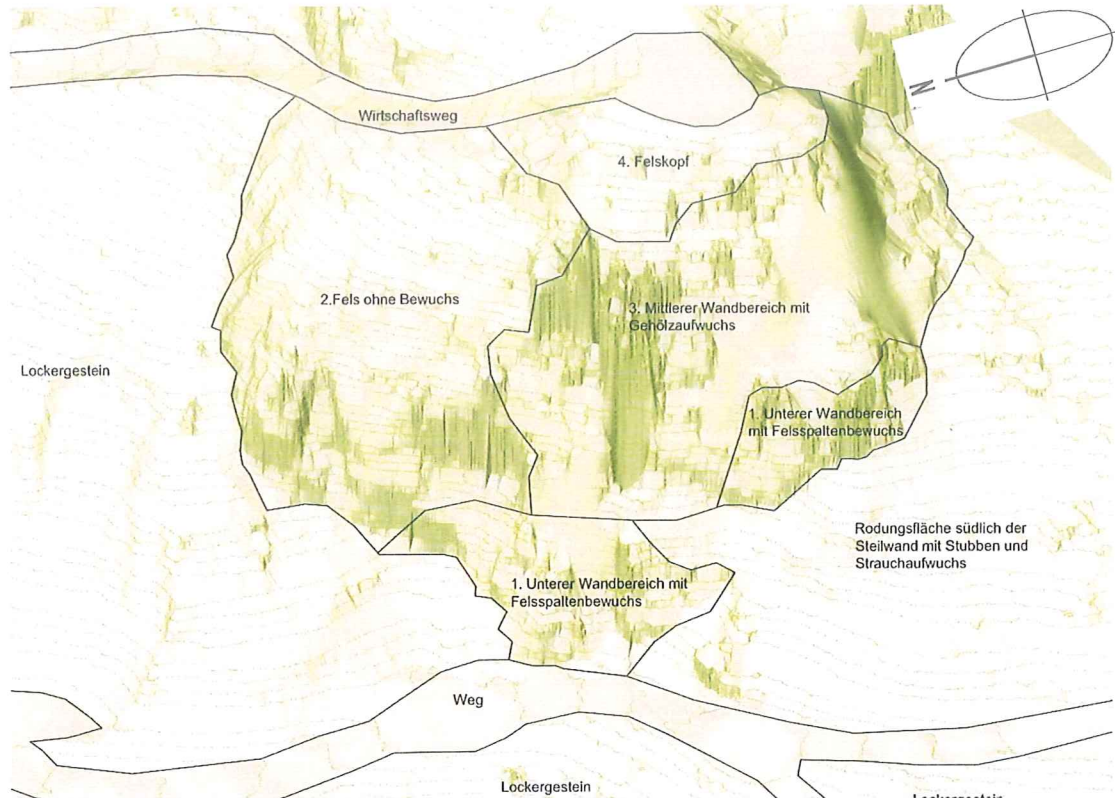 N
Wirtschaftsweg
4. Felskopf
2.Fels ohne Bewuchs
3. Mittlerer Wandbereich mit
Gehölzaufwuchs
Lockergestein
1. Unterer Wandbereich
mit Felsspaltenbewuchs
Rodungsfläche südlich der
Steilwand mit Stubben und
Strauchaufwuchs
1. Unterer Wandbereich mit
Felsspaltenbewuchs
Weg
Lockergestein
Lockergestein